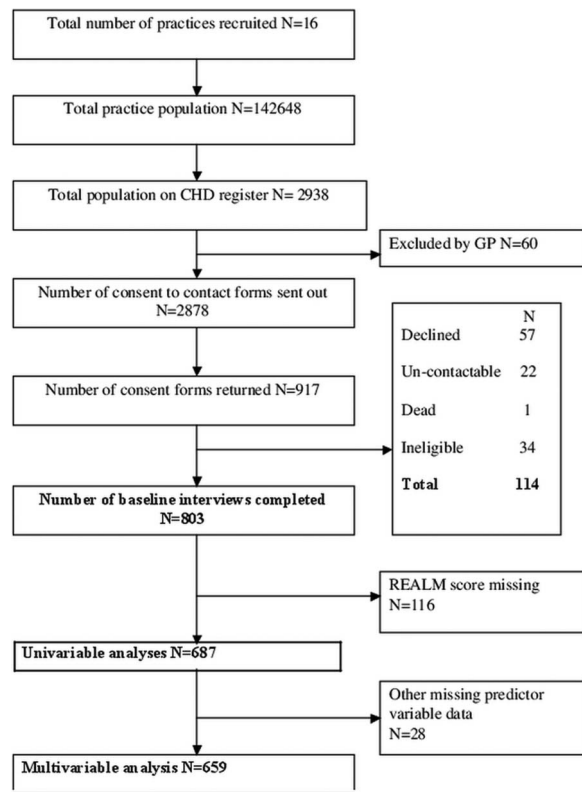 Total number of practices recruited N=16
Total practice population N=142648
Total population on CHD register N= 2938
Excluded by GP N=60
Number of consent to contact forms sent out
N=2878
N
Declined 57
Un-contactable 22
Dead 1
Ineligible 34
Total 114
Number of consent forms returned N=917
Number of baseline interviews completed
N=803
REALM score missing
N=116
Univariable analyses N=687
Other missing predictor
variable data
N=28
Multivariable analysis N=659